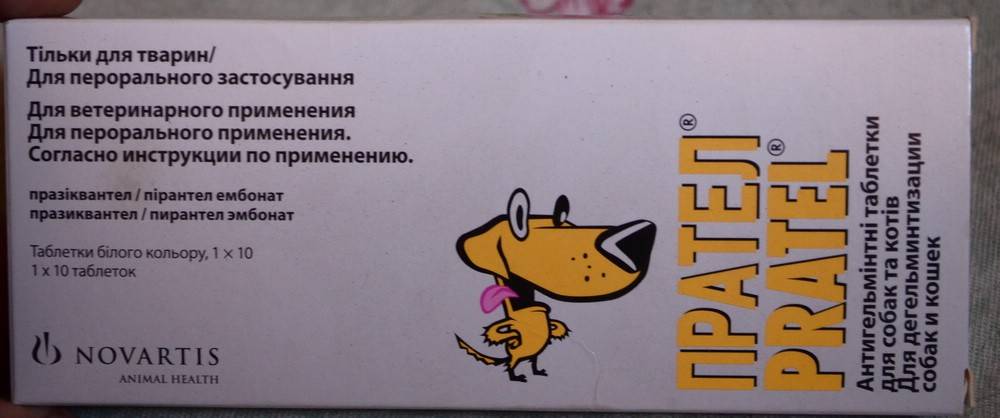 Тільки для тварин/
Для перорального застосування
Для ветеринарного применения
Для перорального применения.
Согласно инструкции по применению.
празіквантел / пірантел ембонат
празиквантел / пирантел эмбонат
Таблетки білого кольору, 1 × 10
1 x 10 таблеток
NOVARTIS
ANIMAL HEALTH
ПРАТЕЛ®
PRATEL®
Антигельмінтні таблетки
для собак та котів
Для дегельминтизации
собак и кошек